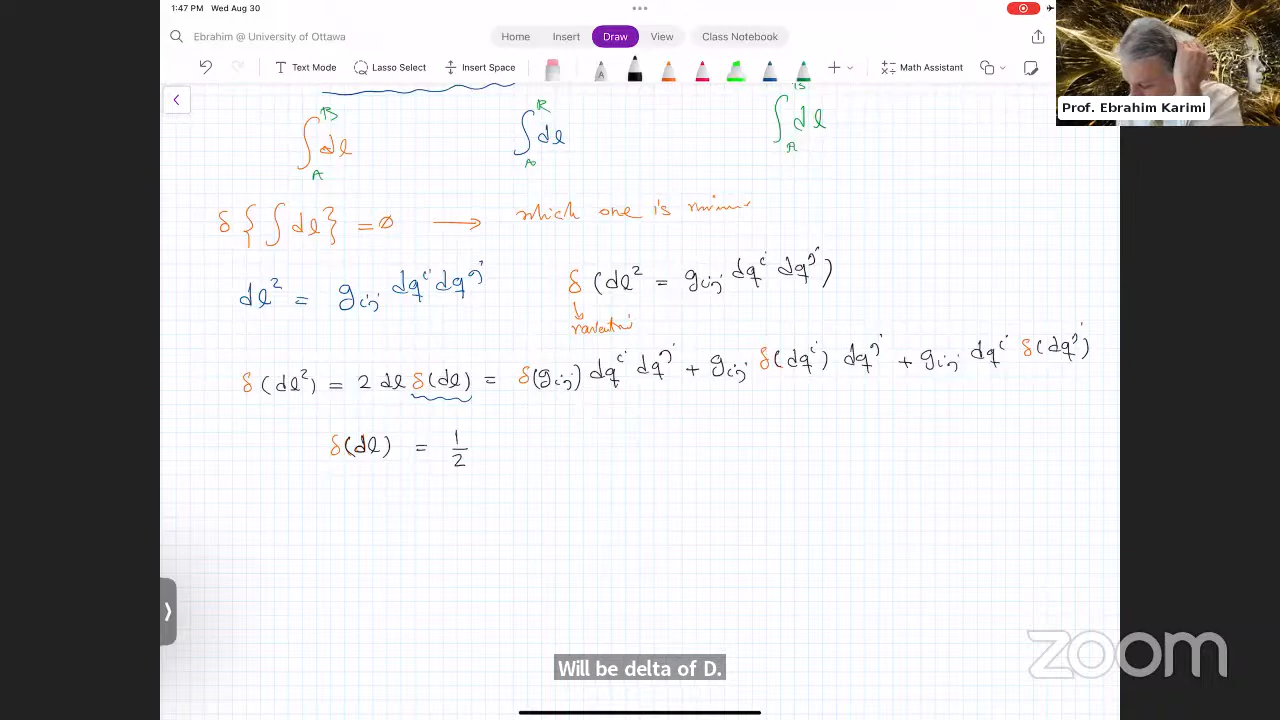 1:47 PM Wed Aug 30
Ebrahim @ University of Ottawa
Home Insert Draw View Class Notebook
Text Mode Lasso Select Insert Space Math Assistant
Prof. Ebrahim Karimi
∫_A^B dl ∫_A^B dl ∫_A^B dl
δ{∫dl} = ø → which one is
dl² = g_ij dq^i dq^j δ(dl² = g_ij dq^i dq^j)
δ(dl²) = 2 dl δ(dl) = δ(g_ij) dq^i dq^j + g_ij δ(dq^i) dq^j + g_ij dq^i δ(dq^j)
δ(dl) = 1/2
Will be delta of D.
zoom